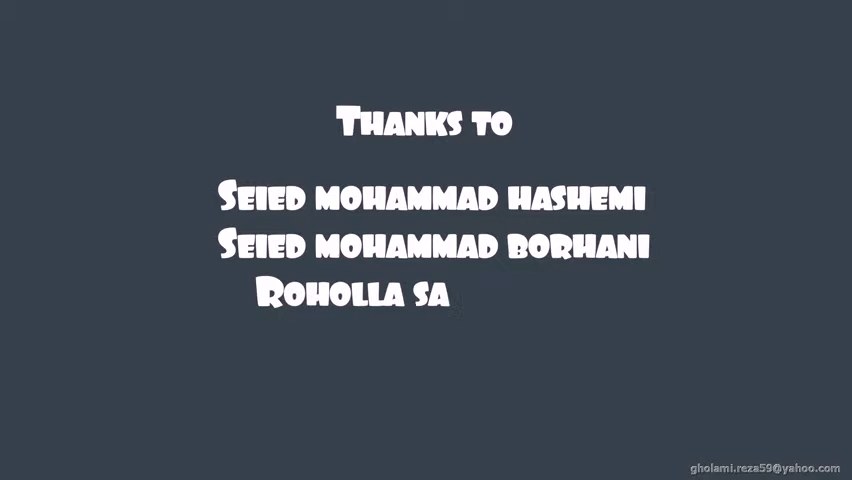 Thanks to
Seied mohammad hashemi
Seied mohammad borhani
Roholla sa
gholami.reza59@yahoo.com